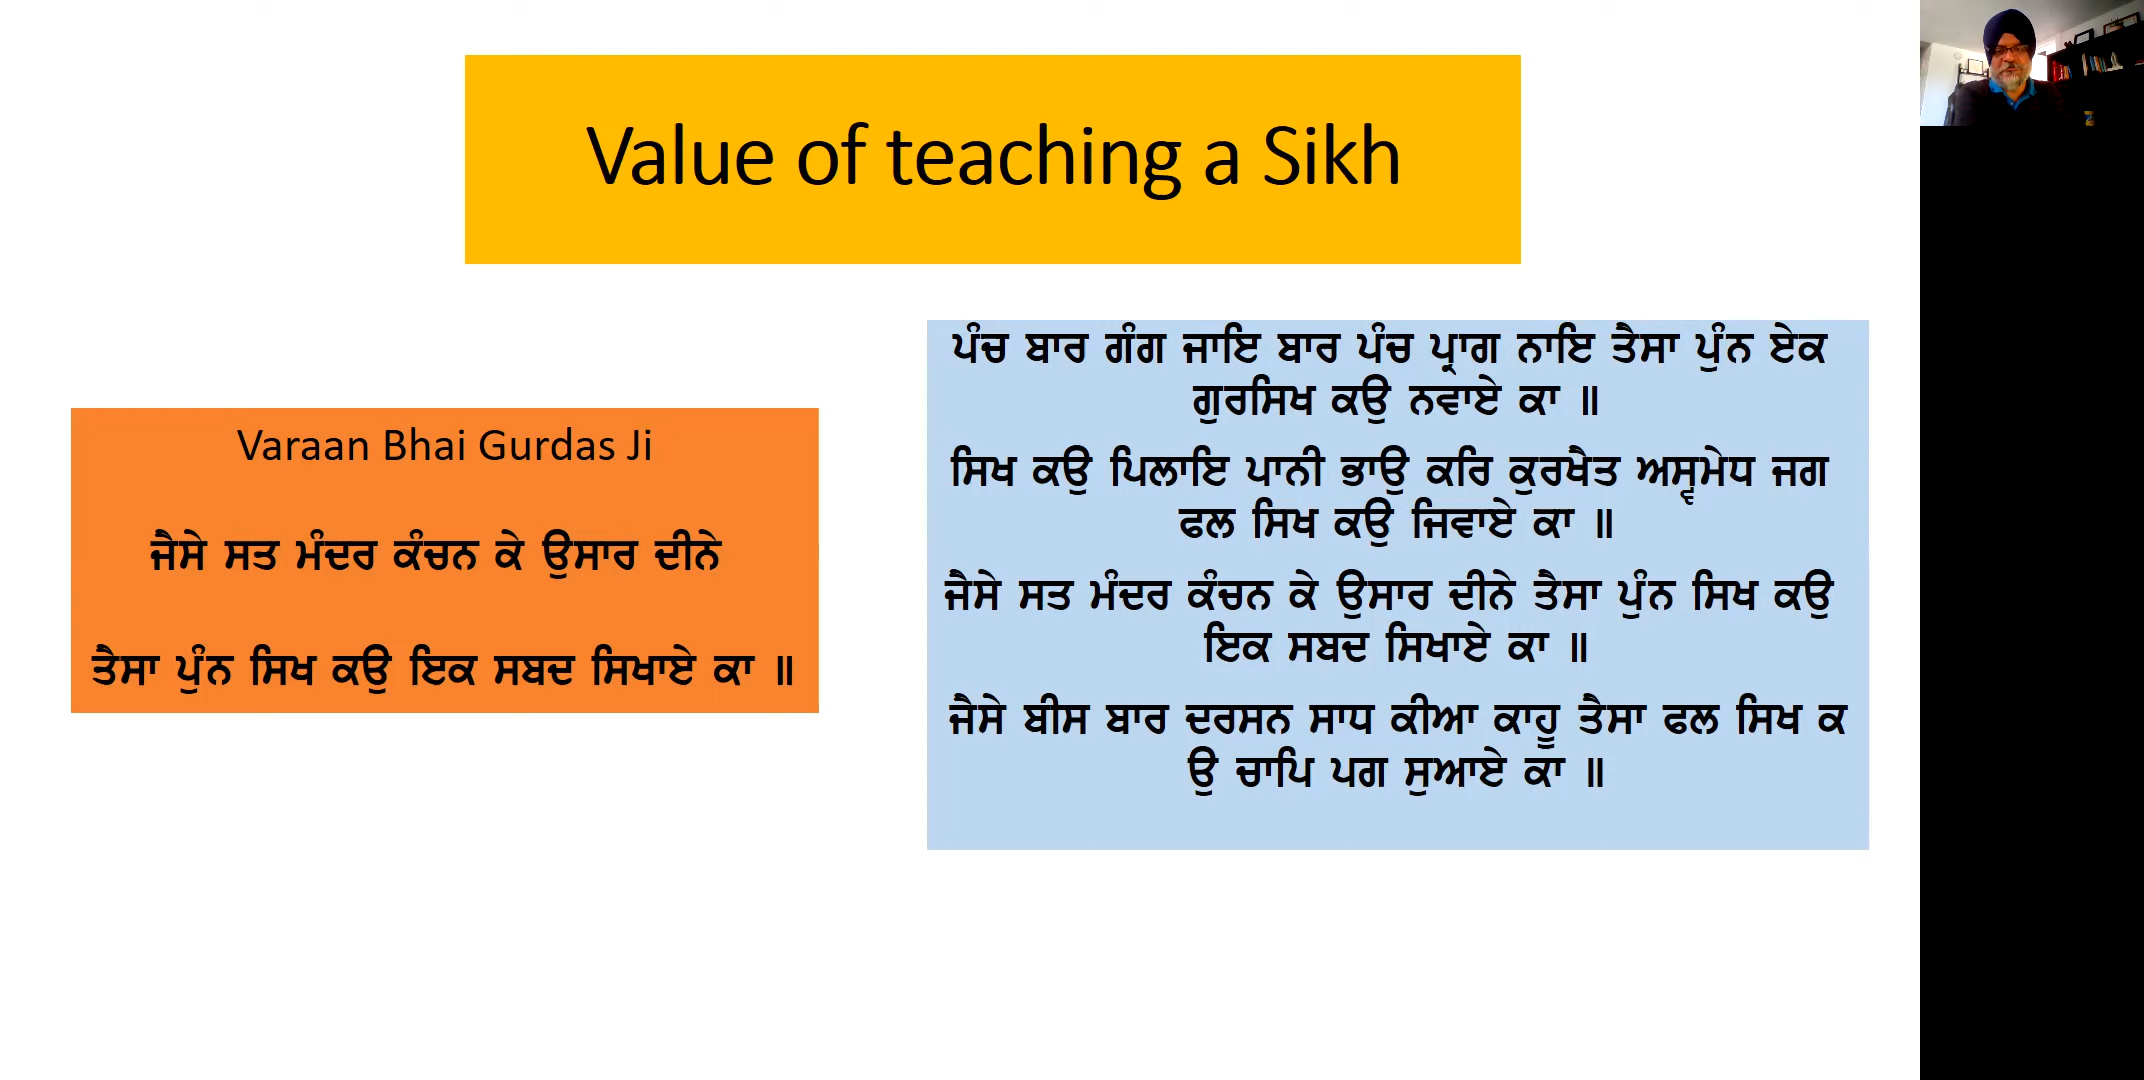 Value of teaching a Sikh
Varaan Bhai Gurdas Ji
ਜੈਸੇ ਸਤ ਮੰਦਰ ਕੰਚਨ ਕੇ ਉਸਾਰ ਦੀਨੇ
ਤੈਸਾ ਪੁੰਨ ਸਿਖ ਕਉ ਇਕ ਸਬਦ ਸਿਖਾਏ ਕਾ ॥
ਪੰਚ ਬਾਰ ਗੰਗ ਜਾਇ ਬਾਰ ਪੰਚ ਪ੍ਰਾਗ ਨਾਇ ਤੈਸਾ ਪੁੰਨ ਏਕ
ਗੁਰਸਿਖ ਕਉ ਨਵਾਏ ਕਾ ॥
ਸਿਖ ਕਉ ਪਿਲਾਇ ਪਾਨੀ ਭਾਉ ਕਰਿ ਕੁਰਖੈਤ ਅਸ੍ਵਮੇਧ ਜਗ
ਫਲ ਸਿਖ ਕਉ ਜਿਵਾਏ ਕਾ ॥
ਜੈਸੇ ਸਤ ਮੰਦਰ ਕੰਚਨ ਕੇ ਉਸਾਰ ਦੀਨੇ ਤੈਸਾ ਪੁੰਨ ਸਿਖ ਕਉ
ਇਕ ਸਬਦ ਸਿਖਾਏ ਕਾ ॥
ਜੈਸੇ ਬੀਸ ਬਾਰ ਦਰਸਨ ਸਾਧ ਕੀਆ ਕਾਹੂ ਤੈਸਾ ਫਲ ਸਿਖ ਕ
ਉ ਚਾਪਿ ਪਗ ਸੁਆਏ ਕਾ ॥